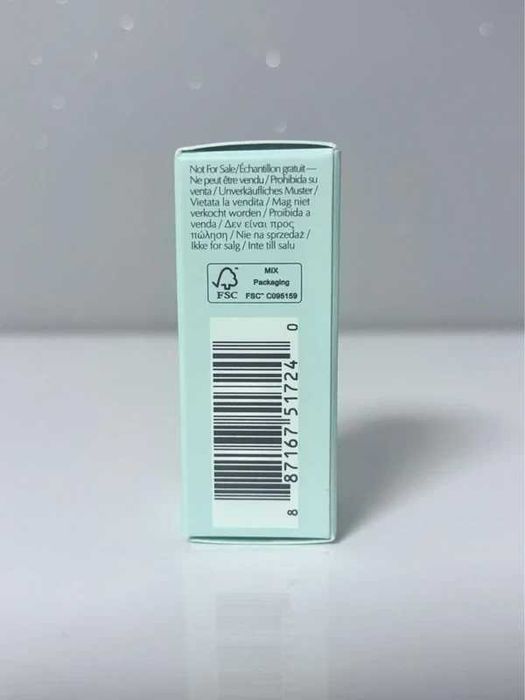 Not For Sale/Échantillon gratuit—
Ne peut être vendu/Prohibida su
venta/Unverkäufliches Muster/
Vietata la vendita/Mag niet
verkocht worden/Proibida a
venda/Δεν είναι προς
πώληση/Nie na sprzedaż/
Ikke for salg/Inte till salu
MIX
Packaging
FSC FSC™ C095159
8 87167 51724 0